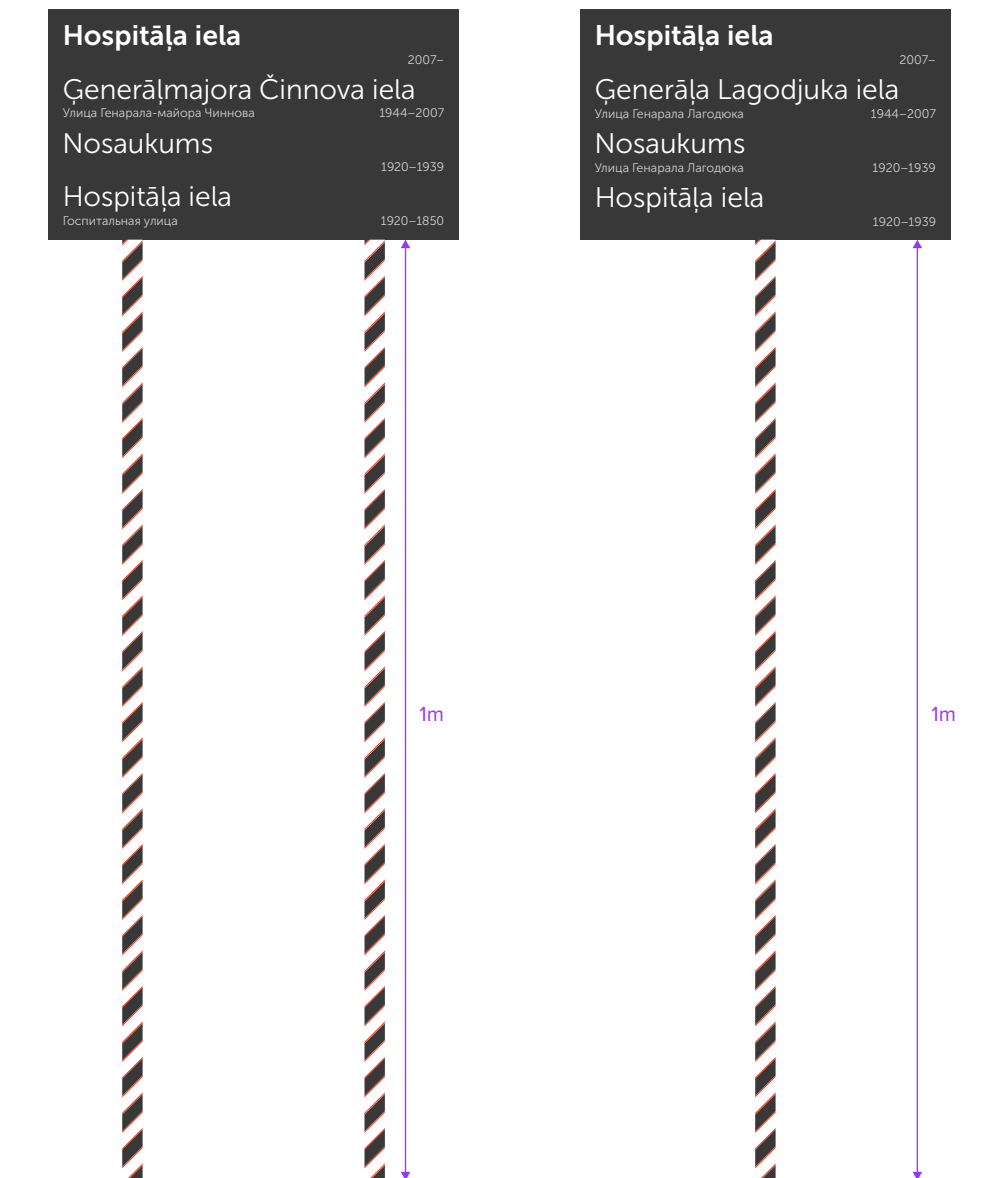 Hospitāļa iela
2007–
Ģenerāļmajora Činnova iela
Улица Генарала-майора Чиннова 1944–2007
Nosaukums
1920–1939
Hospitāļa iela
Госпитальная улица 1920–1850
1m
Hospitāļa iela
2007–
Ģenerāļa Lagodjuka iela
Улица Генарала Лагодюка 1944–2007
Nosaukums
Улица Генарала Лагодюка 1920–1939
Hospitāļa iela
1920–1939
1m